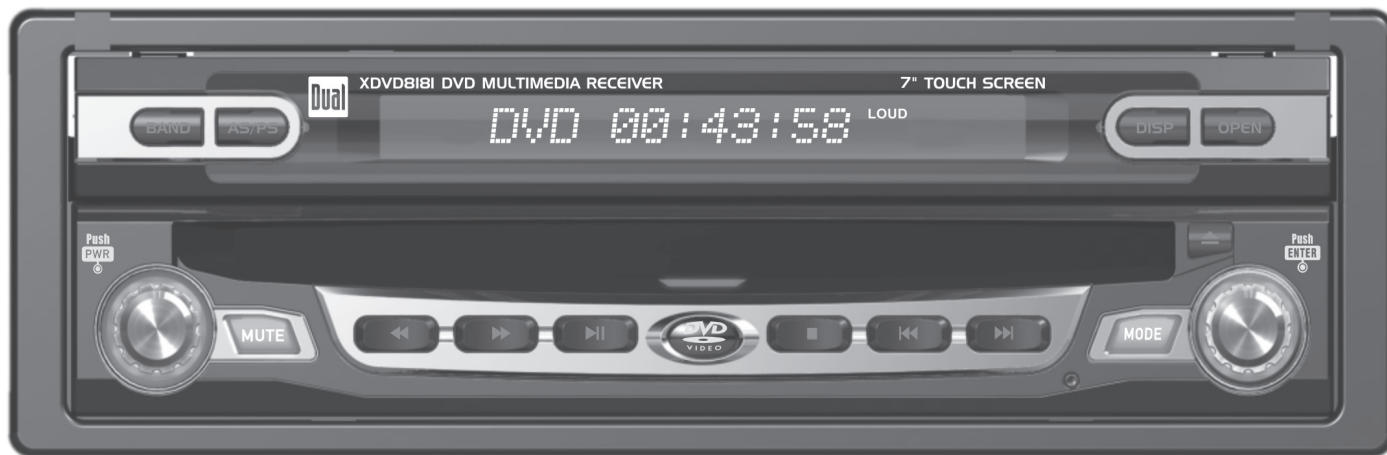 Dual
XDVD8181 DVD MULTIMEDIA RECEIVER
7" TOUCH SCREEN
BAND
AS/PS
DVD 00:43:58
LOUD
DISP
OPEN
Push
PWR
Push
ENTER
MUTE
DVD
VIDEO
MODE